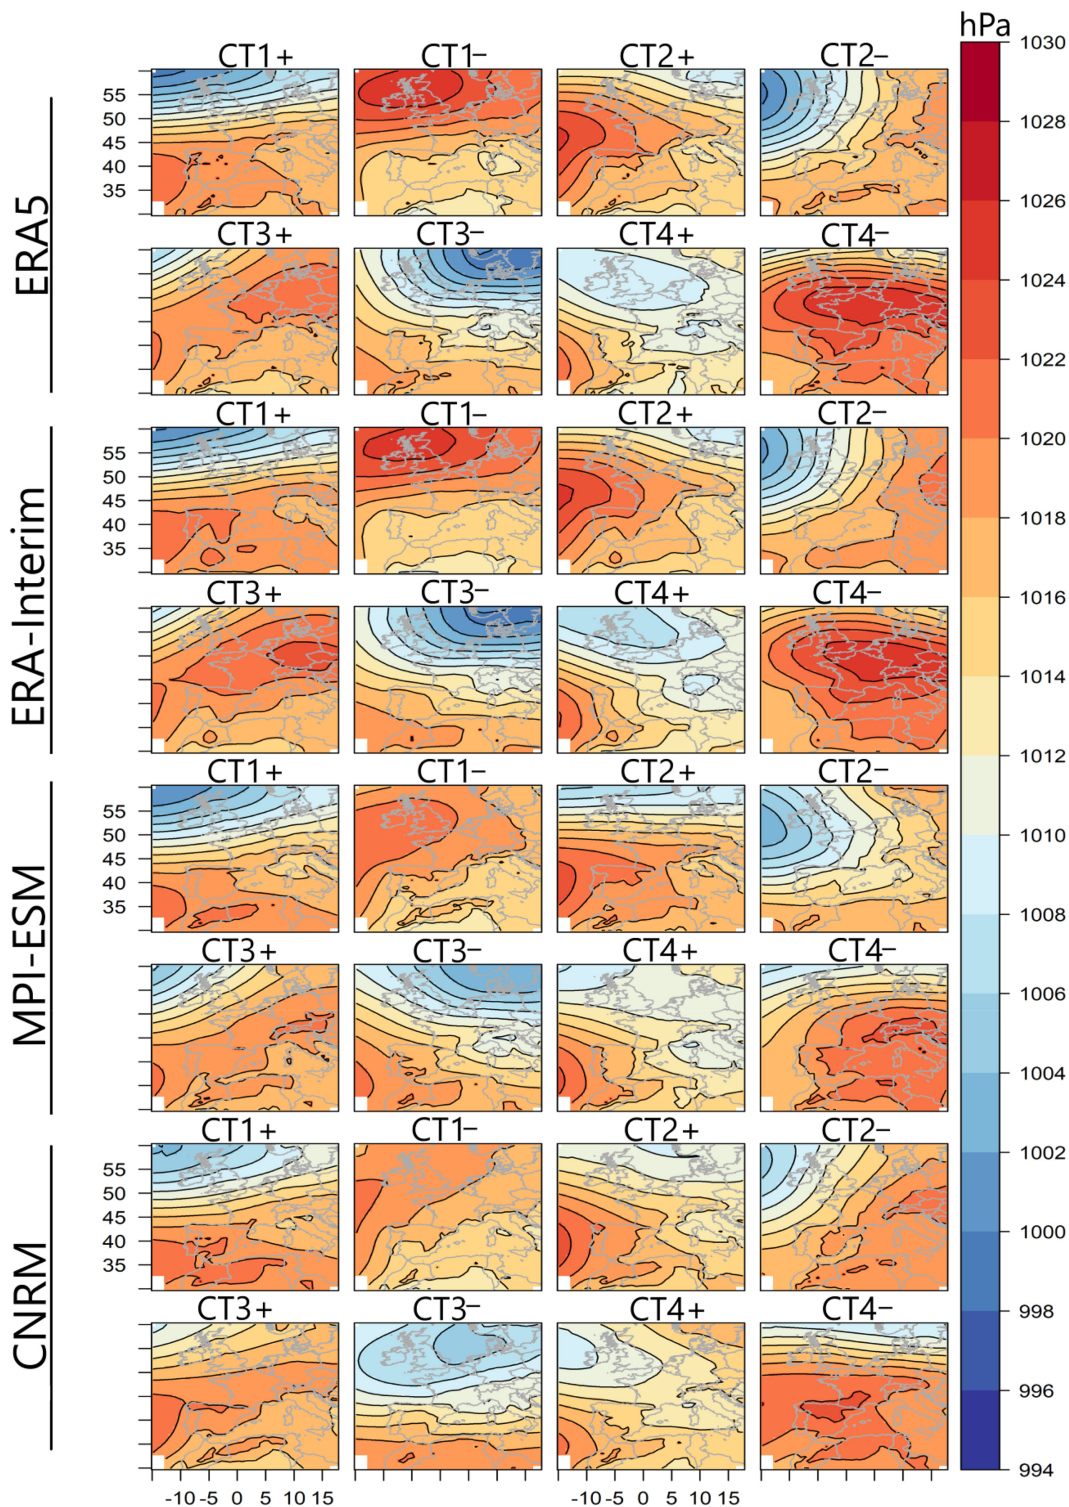 hPa
CT1+ CT1− CT2+ CT2−
1030
1028
1026
1024
1022
1020
1018
1016
1014
1012
1010
1008
1006
1004
1002
1000
998
996
994
ERA5
55
50
45
40
35
CT3+ CT3− CT4+ CT4−
ERA-Interim
CT1+ CT1− CT2+ CT2−
55
50
45
40
35
CT3+ CT3− CT4+ CT4−
MPI-ESM
CT1+ CT1− CT2+ CT2−
55
50
45
40
35
CT3+ CT3− CT4+ CT4−
CNRM
CT1+ CT1− CT2+ CT2−
55
50
45
40
35
CT3+ CT3− CT4+ CT4−
-10 -5 0 5 10 15 -10 -5 0 5 10 15